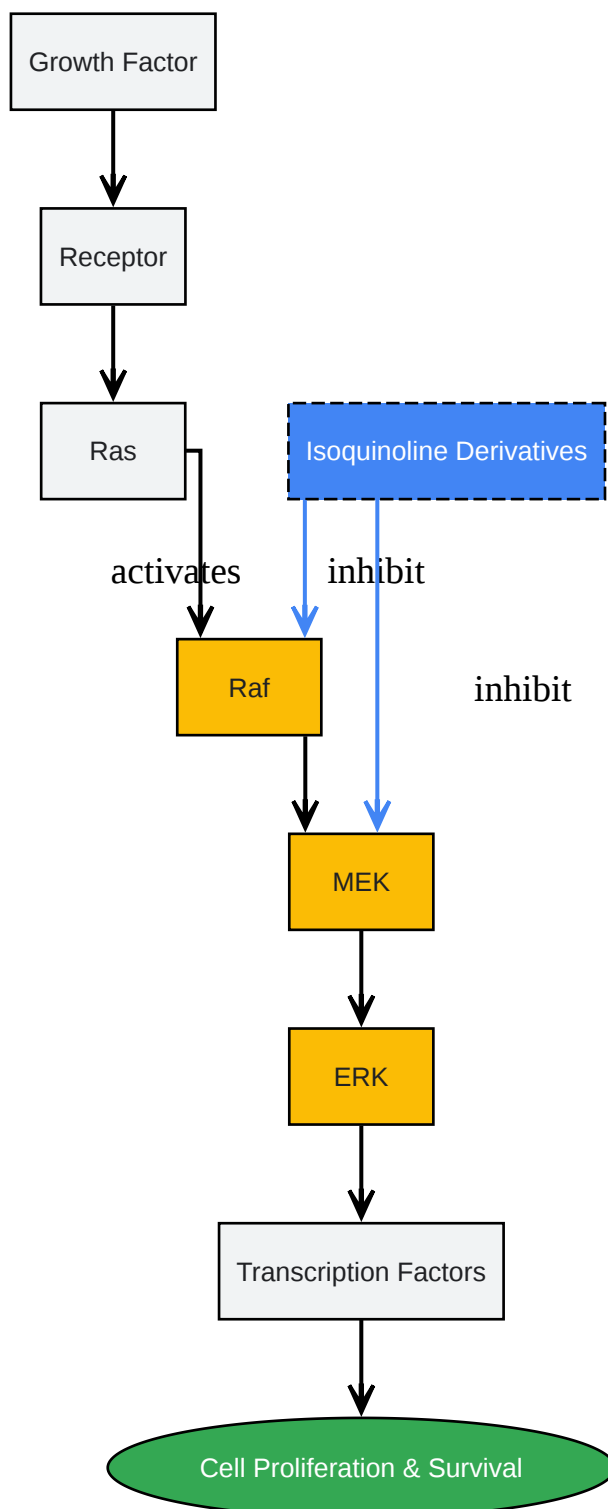 Growth Factor
Receptor
Ras
Isoquinoline Derivatives
activates
inhibit
Raf
inhibit
MEK
ERK
Transcription Factors
Cell Proliferation & Survival